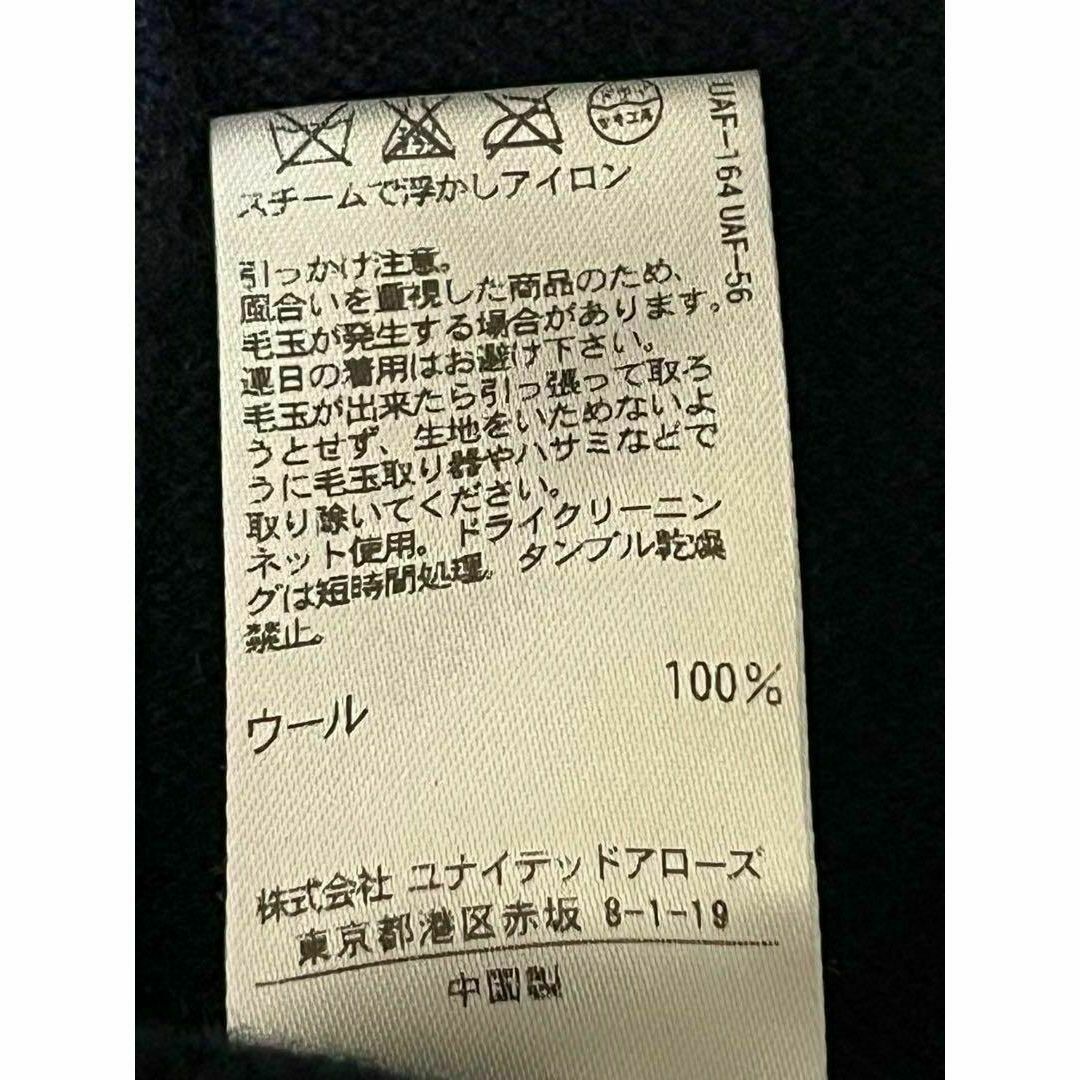 スチームで浮かしアイロン
引っかけ注意。
風合いを重視した商品のため、
毛玉が発生する場合があります。
連日の着用はお避け下さい。
毛玉が出来たら引っ張って取ろ
うとせず、生地をいためないよ
うに毛玉取り器やハサミなどで
取り除いてください。
ネット使用。ドライクリーニン
グは短時間処理。タンブル乾燥
禁止。
ウール 100%
株式会社 ユナイテッドアローズ
東京都港区赤坂 8-1-19
中国製
UAF-164 UAF-56